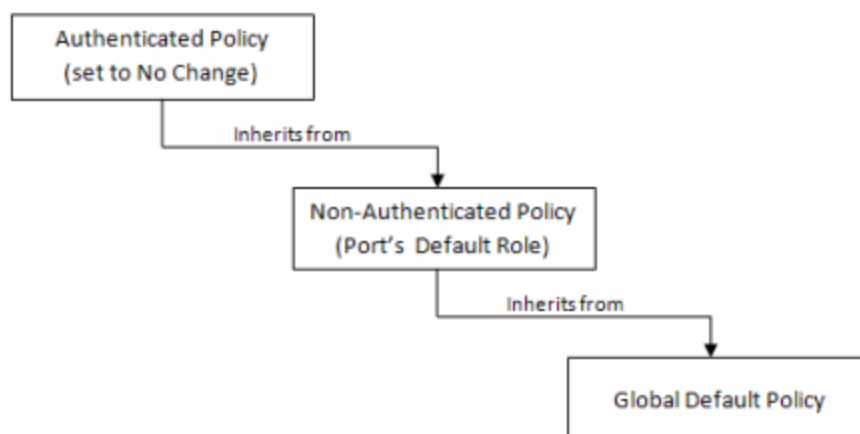 Authenticated Policy
(set to No Change)
Inherits from
Non-Authenticated Policy
(Port's Default Role)
Inherits from
Global Default Policy